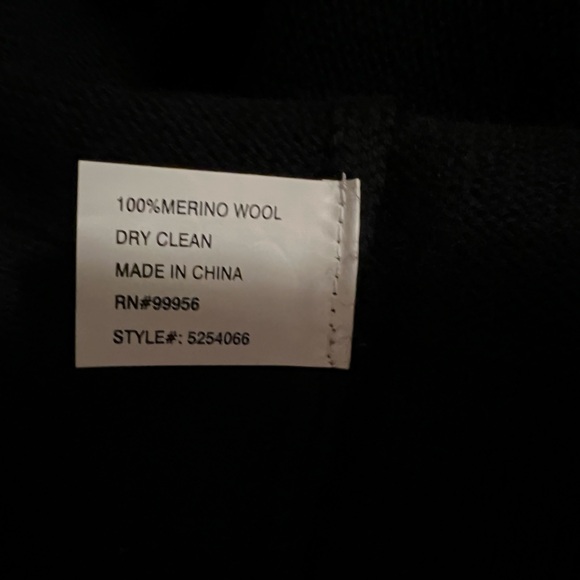 100%MERINO WOOL
DRY CLEAN
MADE IN CHINA
RN#99956
STYLE#: 5254066